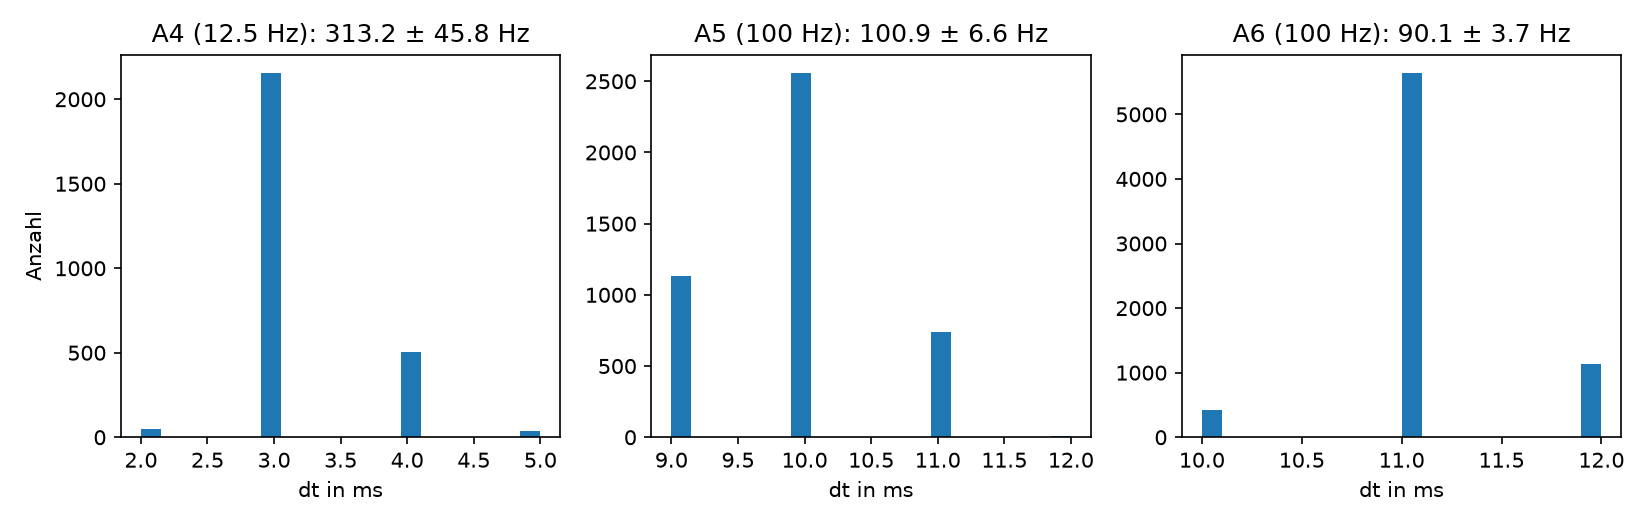 A4 (12.5 Hz): 313.2 ± 45.8 Hz
Anzahl
2000
1500
1000
500
0
2.0 2.5 3.0 3.5 4.0 4.5 5.0
dt in ms
A5 (100 Hz): 100.9 ± 6.6 Hz
2500
2000
1500
1000
500
0
9.0 9.5 10.0 10.5 11.0 11.5 12.0
dt in ms
A6 (100 Hz): 90.1 ± 3.7 Hz
5000
4000
3000
2000
1000
0
10.0 10.5 11.0 11.5 12.0
dt in ms